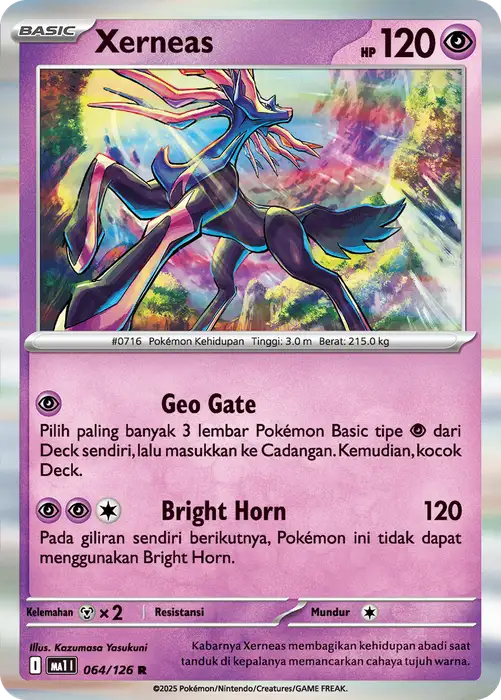 BASIC Xerneas HP 120
#0716 Pokémon Kehidupan Tinggi: 3.0 m Berat: 215.0 kg
Geo Gate
Pilih paling banyak 3 lembar Pokémon Basic tipe dari
Deck sendiri, lalu masukkan ke Cadangan. Kemudian, kocok
Deck.
Bright Horn 120
Pada giliran sendiri berikutnya, Pokémon ini tidak dapat
menggunakan Bright Horn.
Kelemahan ×2 Resistansi Mundur
Illus. Kazumasa Yasukuni
I MA1 I 064/126 R
Kabarnya Xerneas membagikan kehidupan abadi saat
tanduk di kepalanya memancarkan cahaya tujuh warna.
©2025 Pokémon/Nintendo/Creatures/GAME FREAK.